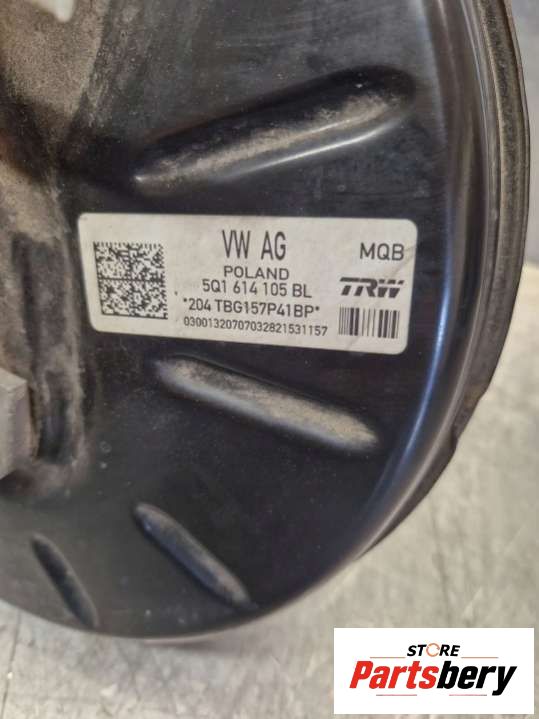 VW AG
MQB
POLAND
5Q1 614 105 BL
TRW
*204 TBG157P41BP*
03001320707032821531157
STORE
Partsbery